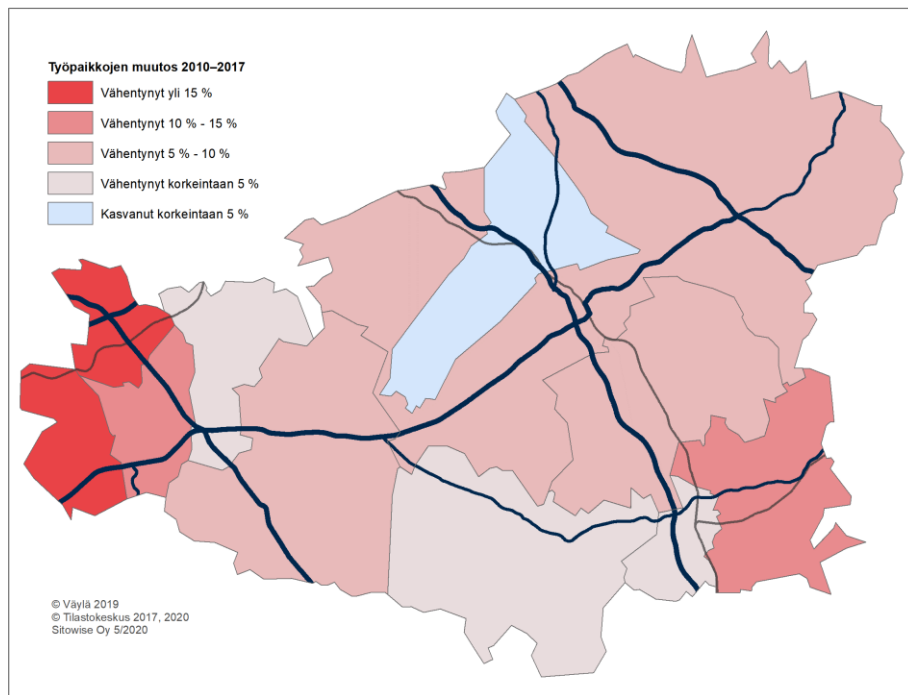 Työpaikkojen muutos 2010–2017
Vähentynyt yli 15 %
Vähentynyt 10 % - 15 %
Vähentynyt 5 % - 10 %
Vähentynyt korkeintaan 5 %
Kasvanut korkeintaan 5 %
© Väylä 2019
© Tilastokeskus 2017, 2020
Sitowise Oy 5/2020